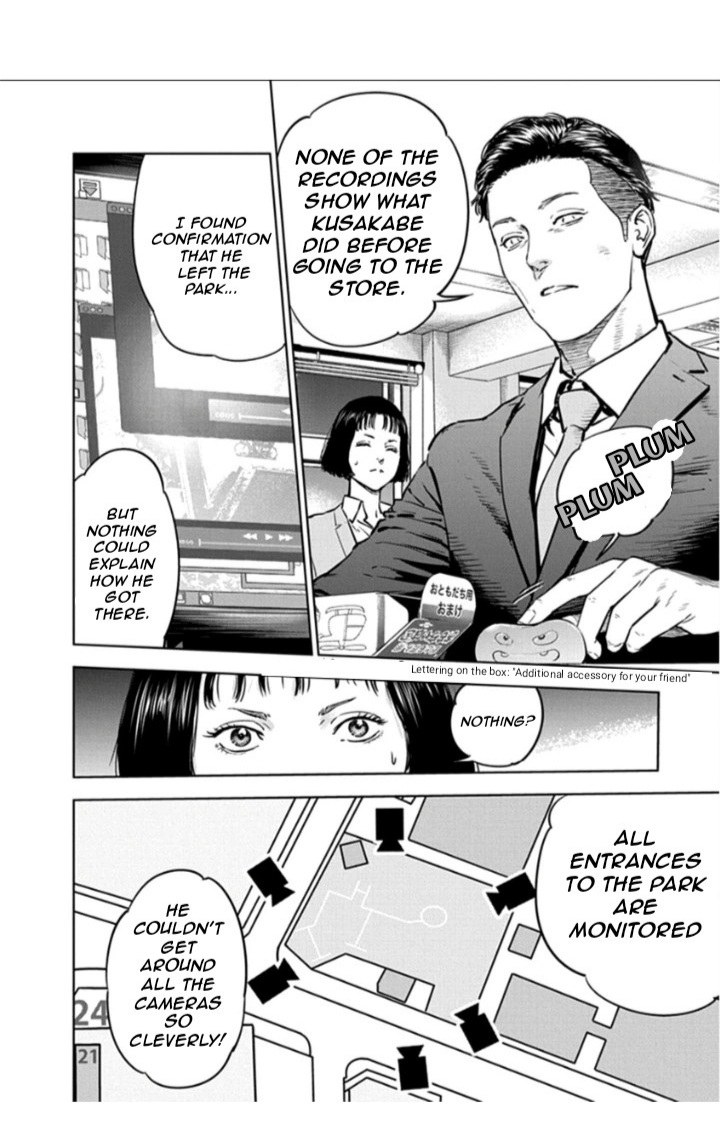 NONE OF THE
RECORDINGS
SHOW WHAT
KUSAKABE
DID BEFORE
GOING TO THE
STORE.
PLUM
PLUM
おともだち用
おまけ
Lettering on the box: "Additional accessory for your friend"
I FOUND
CONFIRMATION
THAT HE
LEFT THE
PARK...
BUT
NOTHING
COULD
EXPLAIN
HOW HE
GOT
THERE.
NOTHING?
ALL
ENTRANCES
TO THE PARK
ARE
MONITORED
HE
COULDN'T
GET
AROUND
ALL THE
CAMERAS
SO
CLEVERLY!
24
21